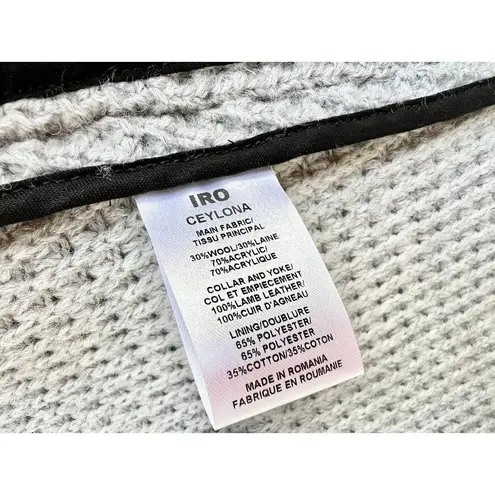 IRO
CEYLONA
MAIN FABRIC/
TISSU PRINCIPAL
30%WOOL/30%LAINE
70%ACRYLIC/
70%ACRYLIQUE
COLLAR AND YOKE/
COL ET EMPIECEMENT
100%LAMB LEATHER/
100%CUIR D'AGNEAU
LINING/DOUBLURE
65% POLYESTER/
65% POLYESTER
35%COTTON/35%COTON
MADE IN ROMANIA
FABRIQUE EN ROUMANIE